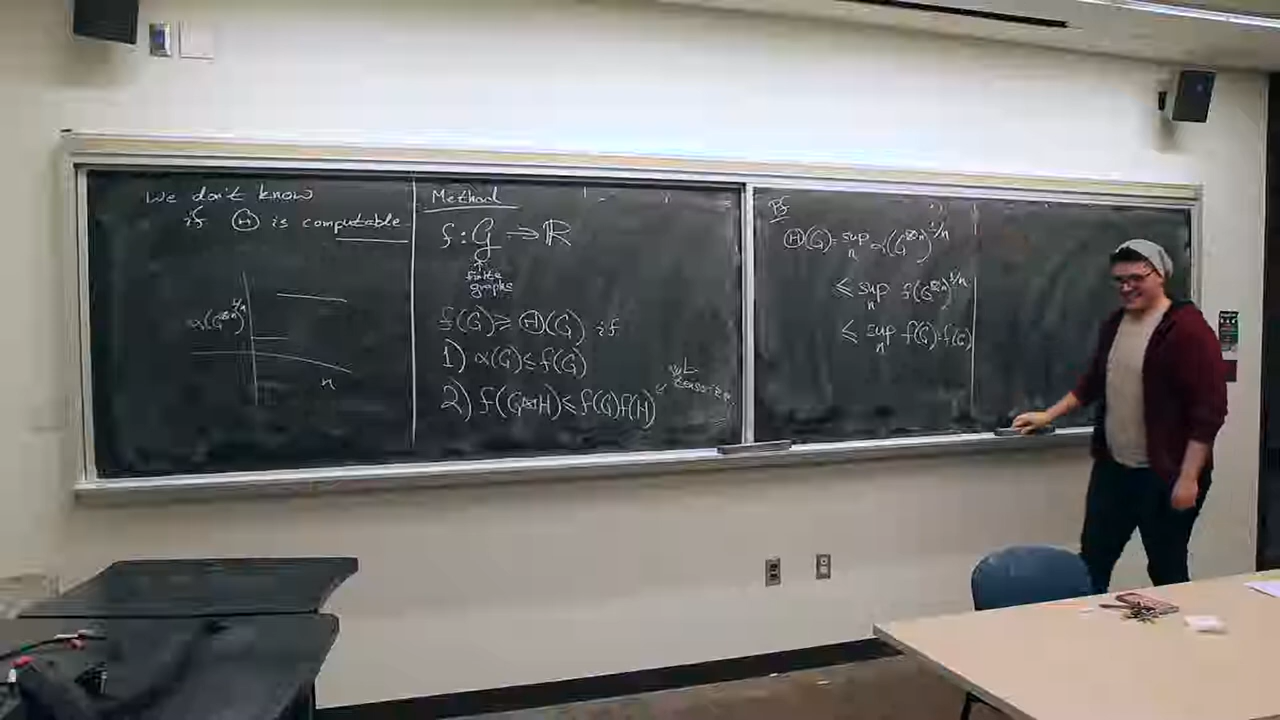 We don't know
if Ⓗ is computable
α(G^{⊠n})^{1/n}
n
Method
f : G → ℝ
↑
finite
graphs
f(G) ≥ Ⓗ(G) if
1) α(G) ≤ f(G)
2) f(G⊠H) ≤ f(G)f(H)
Pf
Ⓗ(G) = sup_n α(G^{⊠n})^{1/n}
≤ sup_n f(G^{⊠n})^{1/n}
≤ sup_n f(G) = f(G)